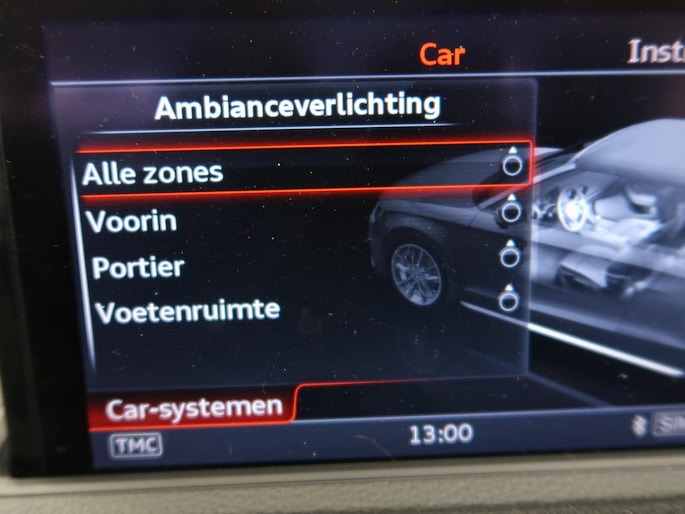 Car
Ambianceverlichting
Alle zones
Voorin
Portier
Voetenruimte
Car-systemen
TMC
13:00